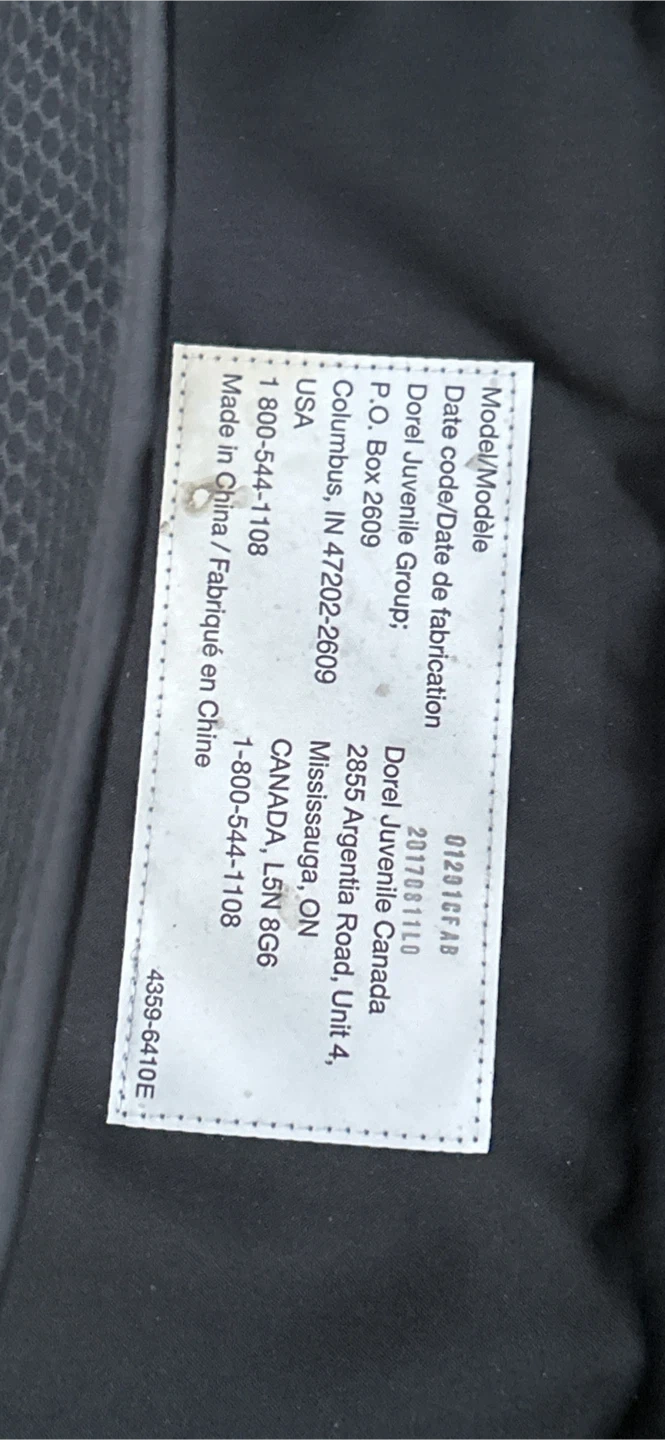 Model/Modèle 01201CFAB
Date code/Date de fabrication 20170811L0
Dorel Juvenile Group;
P.O. Box 2609
Columbus, IN 47202-2609
USA
1 800-544-1108
Dorel Juvenile Canada
2855 Argentia Road, Unit 4,
Mississauga, ON
CANADA, L5N 8G6
1-800-544-1108
Made in China / Fabriqué en Chine
4359-6410E